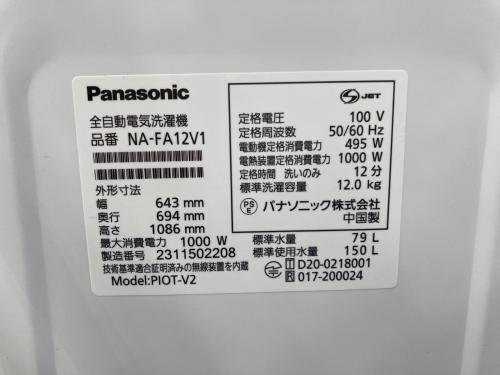 Panasonic
全自動電気洗濯機
品番 NA-FA12V1
外形寸法
幅 643 mm
奥行 694 mm
高さ 1086 mm
最大消費電力 1000 W
製造番号 2311502208
技術基準適合証明済みの無線装置を内蔵
Model:PIOT-V2
S JET
定格電圧 100 V
定格周波数 50/60 Hz
電動機定格消費電力 495 W
電熱装置定格消費電力 1000 W
定格時間 洗いのみ 12 分
標準洗濯容量 12.0 kg
PSE パナソニック株式会社
中国製
標準水量 79 L
標準使用水量 150 L
T D20-0218001
R 017-200024